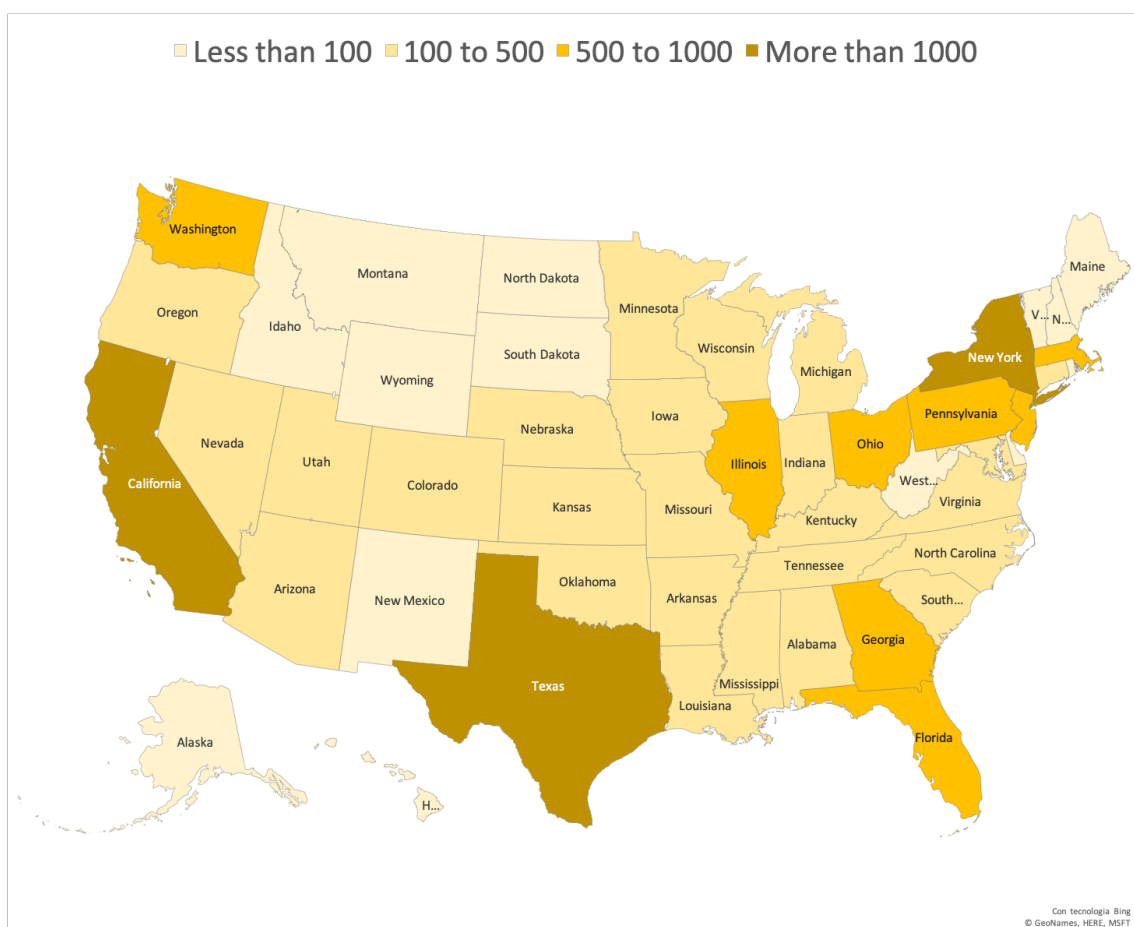 Less than 100 100 to 500 500 to 1000 More than 1000
Washington
Montana
North Dakota
Maine
Minnesota
Oregon
Idaho
V...
N...
South Dakota
Wisconsin
New York
Michigan
Wyoming
Iowa
Pennsylvania
Nebraska
Nevada
Ohio
Utah
Illinois
Indiana
California
Colorado
West...
Virginia
Kansas
Missouri
Kentucky
North Carolina
Tennessee
Oklahoma
Arizona
Arkansas
New Mexico
South...
Georgia
Alabama
Texas
Mississippi
Louisiana
Florida
Alaska
H...
Con tecnologia Bing
© GeoNames, HERE, MSFT